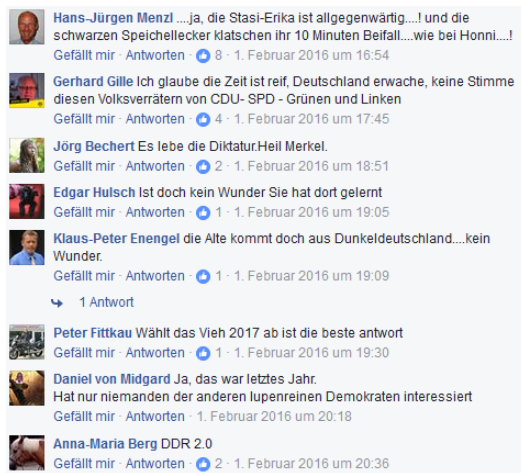 Hans-Jürgen Menzl ....ja, die Stasi-Erika ist allgegenwärtig....! und die
schwarzen Speichellecker klatschen ihr 10 Minuten Beifall....wie bei Honni....!
Gefällt mir · Antworten · 8 · 1. Februar 2016 um 16:54
Gerhard Gille Ich glaube die Zeit ist reif, Deutschland erwache, keine Stimme
diesen Volksverrätern von CDU- SPD - Grünen und Linken
Gefällt mir · Antworten · 4 · 1. Februar 2016 um 17:45
Jörg Bechert Es lebe die Diktatur.Heil Merkel.
Gefällt mir · Antworten · 2 · 1. Februar 2016 um 18:51
Edgar Hulsch Ist doch kein Wunder Sie hat dort gelernt
Gefällt mir · Antworten · 1 · 1. Februar 2016 um 19:05
Klaus-Peter Enengel die Alte kommt doch aus Dunkeldeutschland....kein
Wunder.
Gefällt mir · Antworten · 1 · 1. Februar 2016 um 19:09
1 Antwort
Peter Fittkau Wählt das Vieh 2017 ab ist die beste antwort
Gefällt mir · Antworten · 1 · 1. Februar 2016 um 19:30
Daniel von Midgard Ja, das war letztes Jahr.
Hat nur niemanden der anderen lupenreinen Demokraten interessiert
Gefällt mir · Antworten · 1. Februar 2016 um 20:18
Anna-Maria Berg DDR 2.0
Gefällt mir · Antworten · 2 · 1. Februar 2016 um 20:36